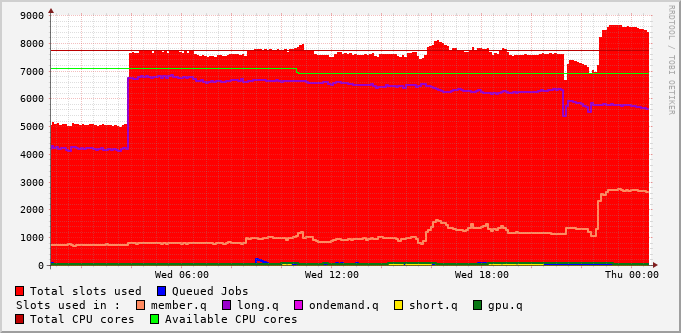 9000
8000
7000
6000
5000
4000
3000
2000
1000
0
Wed 06:00 Wed 12:00 Wed 18:00 Thu 00:00
RRDTOOL / TOBI OETIKER
Total slots used Queued Jobs
Slots used in : member.q long.q ondemand.q short.q gpu.q
Total CPU cores Available CPU cores